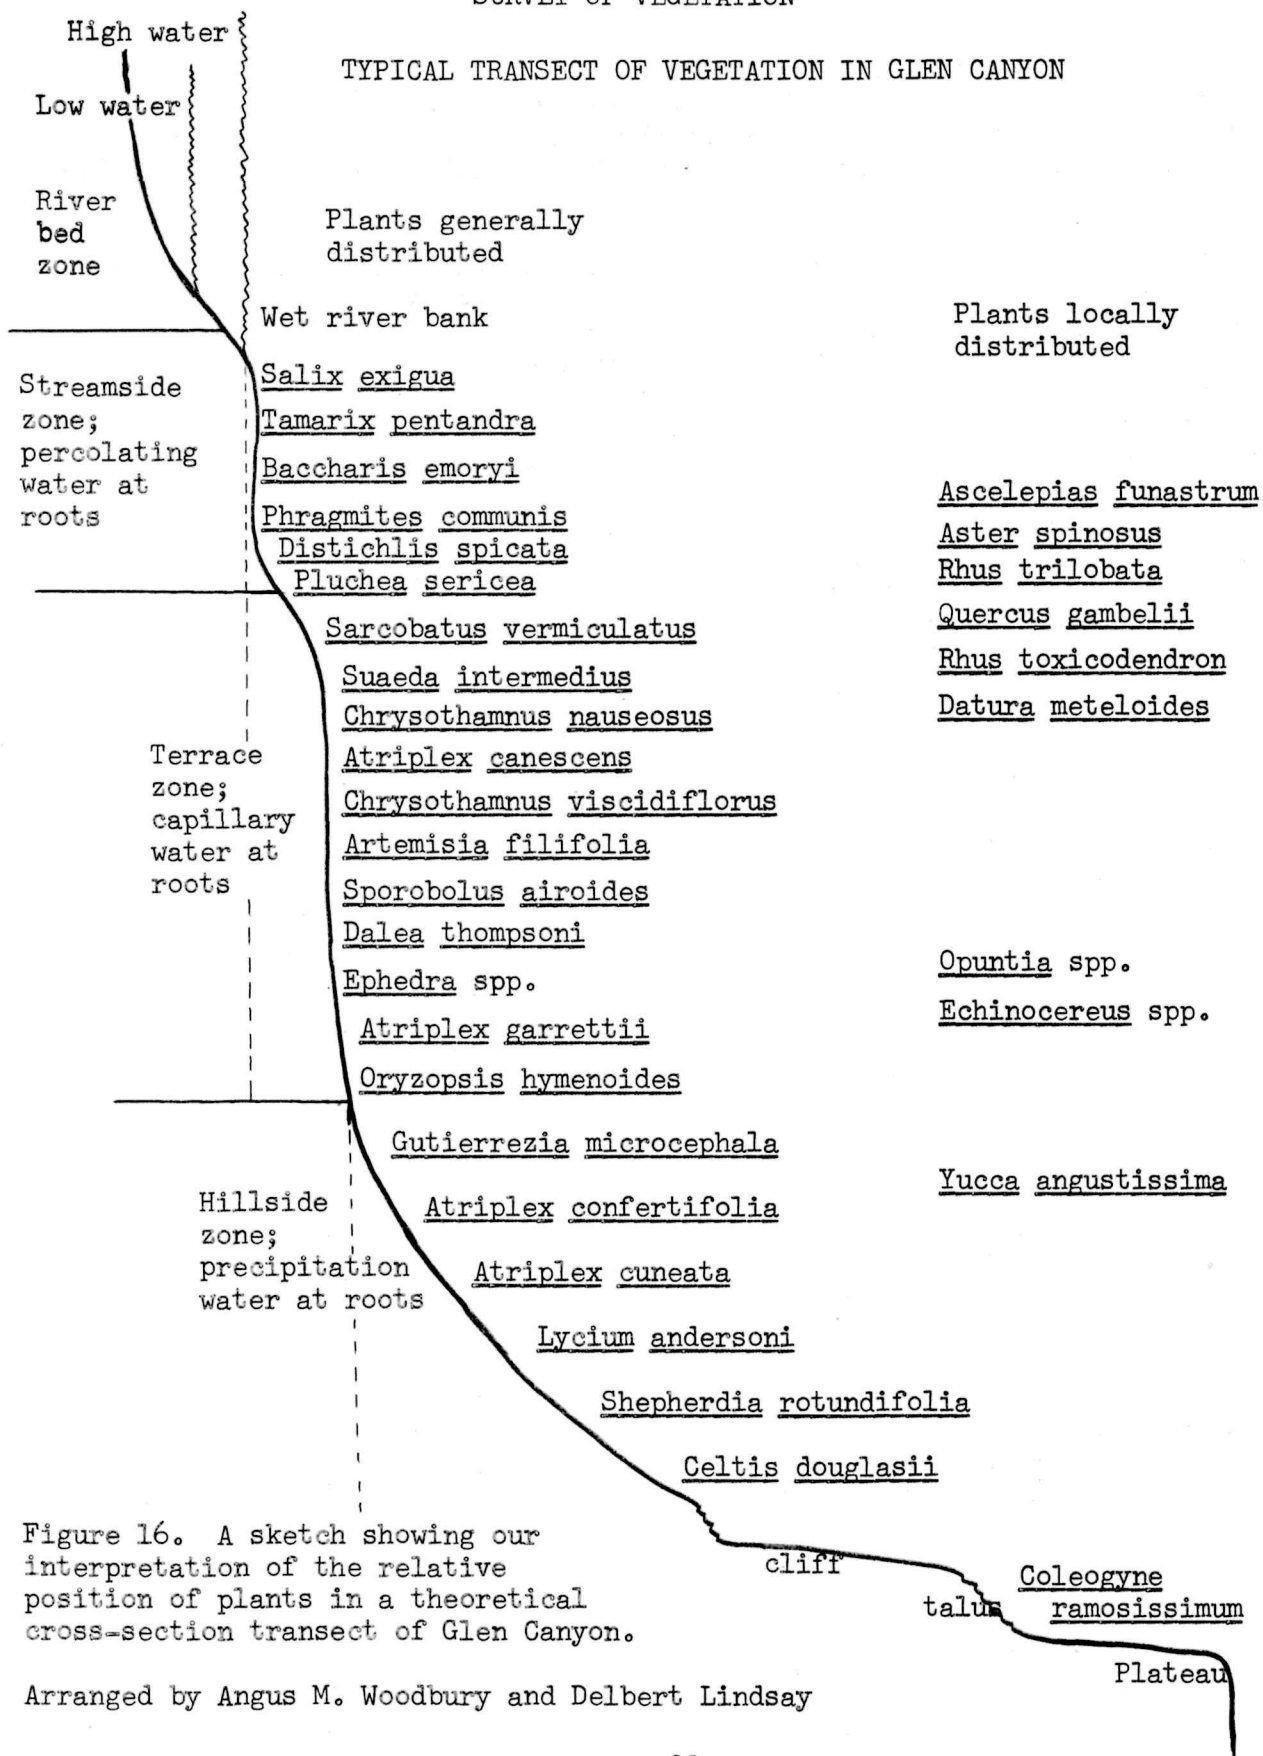 SURVEY OF VEGETATION
TYPICAL TRANSECT OF VEGETATION IN GLEN CANYON
High water
Low water
River
bed
zone
Plants generally
distributed
Wet river bank
Plants locally
distributed
Streamside
zone;
percolating
water at
roots
Salix exigua
Tamarix pentandra
Baccharis emoryi
Phragmites communis
Distichlis spicata
Pluchea sericea
Ascelepias funastrum
Aster spinosus
Rhus trilobata
Quercus gambelii
Rhus toxicodendron
Datura meteloides
Sarcobatus vermiculatus
Suaeda intermedius
Chrysothamnus nauseosus
Atriplex canescens
Chrysothamnus viscidiflorus
Artemisia filifolia
Sporobolus airoides
Dalea thompsoni
Ephedra spp.
Atriplex garrettii
Oryzopsis hymenoides
Terrace
zone;
capillary
water at
roots
Opuntia spp.
Echinocereus spp.
Gutierrezia microcephala
Atriplex confertifolia
Atriplex cuneata
Lycium andersoni
Shepherdia rotundifolia
Celtis douglasii
Yucca angustissima
Hillside
zone;
precipitation
water at roots
cliff
talus
Coleogyne
ramosissimum
Plateau
Figure 16. A sketch showing our
interpretation of the relative
position of plants in a theoretical
cross-section transect of Glen Canyon.
Arranged by Angus M. Woodbury and Delbert Lindsay